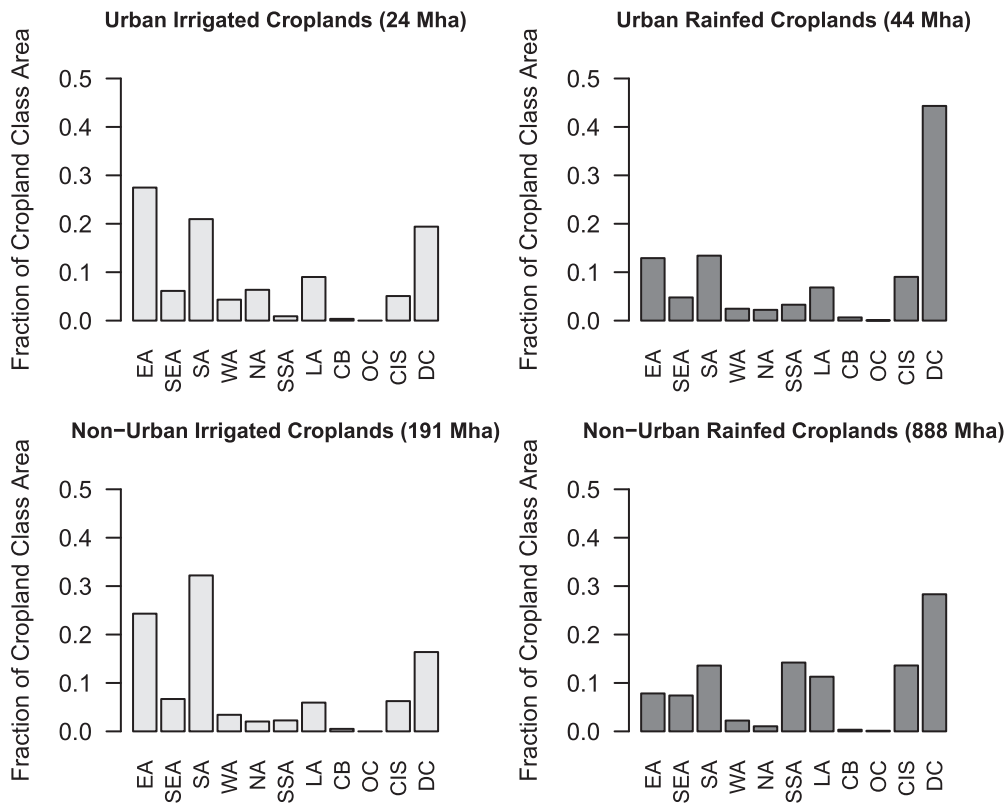 Urban Irrigated Croplands (24 Mha)
Fraction of Cropland Class Area
0.5
0.4
0.3
0.2
0.1
0.0
EA
SEA
SA
WA
NA
SSA
LA
CB
OC
CIS
DC
Urban Rainfed Croplands (44 Mha)
Fraction of Cropland Class Area
0.5
0.4
0.3
0.2
0.1
0.0
EA
SEA
SA
WA
NA
SSA
LA
CB
OC
CIS
DC
Non−Urban Irrigated Croplands (191 Mha)
Fraction of Cropland Class Area
0.5
0.4
0.3
0.2
0.1
0.0
EA
SEA
SA
WA
NA
SSA
LA
CB
OC
CIS
DC
Non−Urban Rainfed Croplands (888 Mha)
Fraction of Cropland Class Area
0.5
0.4
0.3
0.2
0.1
0.0
EA
SEA
SA
WA
NA
SSA
LA
CB
OC
CIS
DC